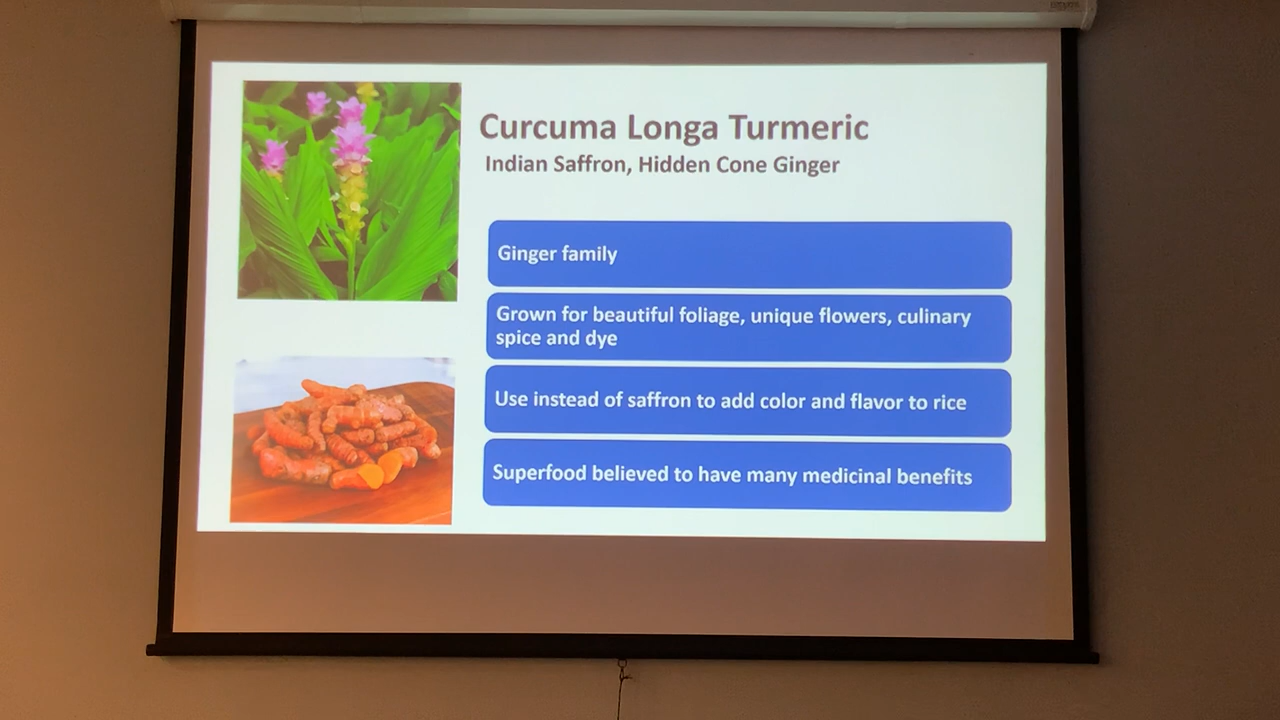 Curcuma Longa Turmeric
Indian Saffron, Hidden Cone Ginger
Ginger family
Grown for beautiful foliage, unique flowers, culinary
spice and dye
Use instead of saffron to add color and flavor to rice
Superfood believed to have many medicinal benefits